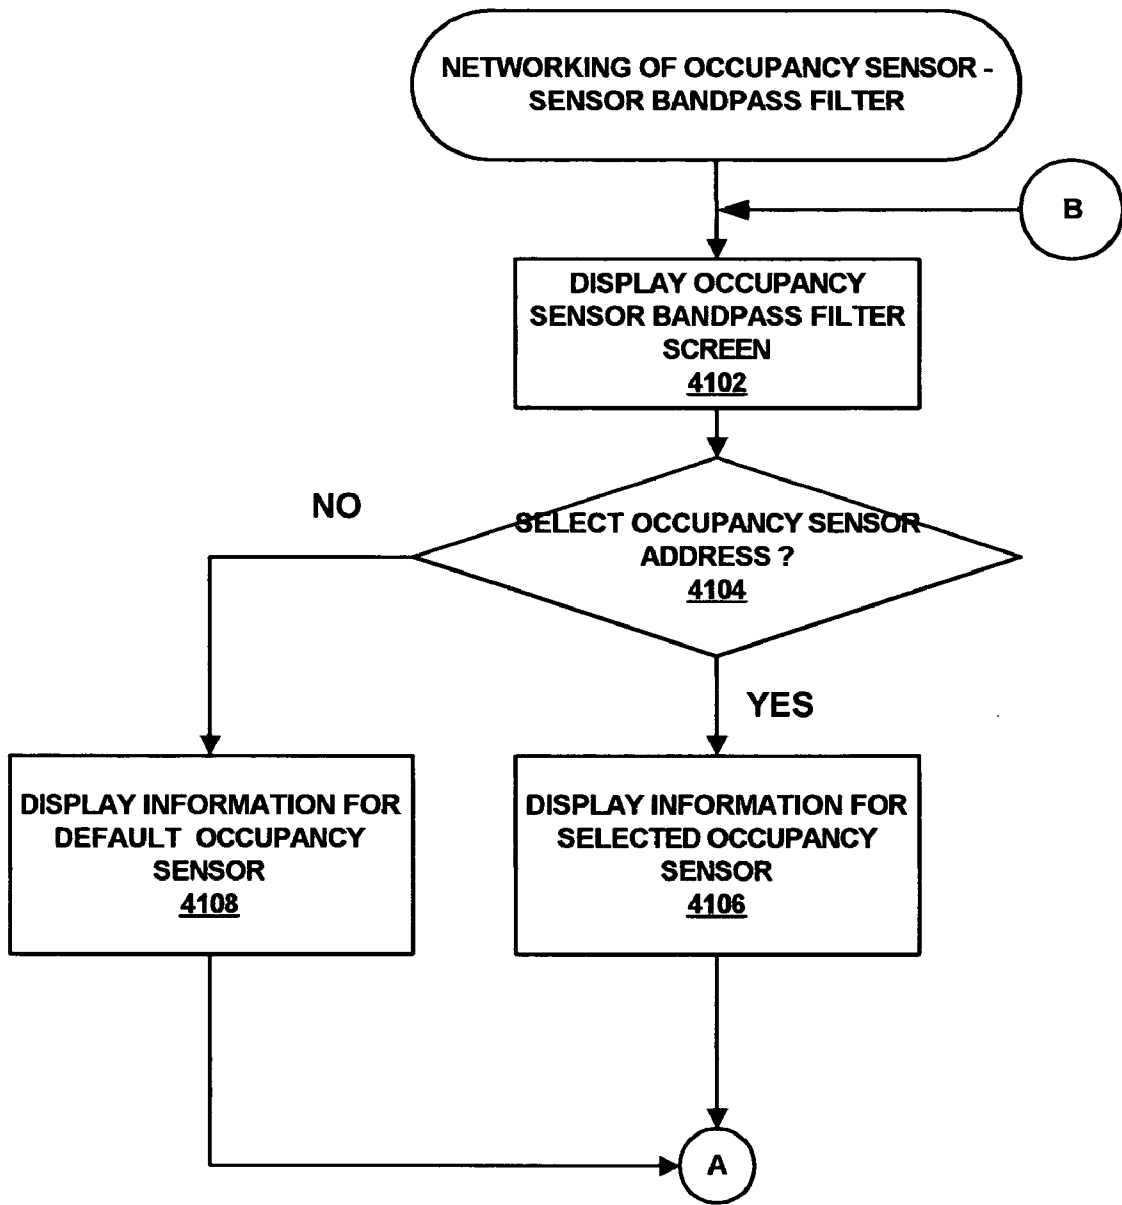 NETWORKING OF OCCUPANCY SENSOR -
SENSOR BANDPASS FILTER
B
DISPLAY OCCUPANCY
SENSOR BANDPASS FILTER
SCREEN
4102
NO
SELECT OCCUPANCY SENSOR
ADDRESS ?
4104
YES
DISPLAY INFORMATION FOR
DEFAULT OCCUPANCY
SENSOR
4108
DISPLAY INFORMATION FOR
SELECTED OCCUPANCY
SENSOR
4106
A